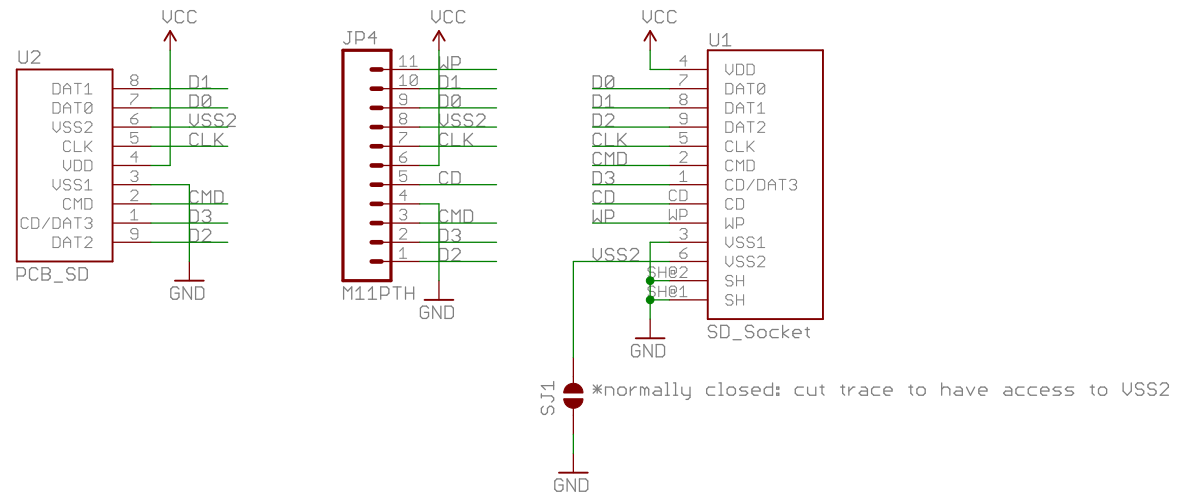 VCC
U2
8
DAT1 D1
7
DAT0 D0
6
VSS2 VSS2
5
CLK CLK
4
VDD
3
VSS1
2
CMD CMD
1
CD/DAT3 D3
9
DAT2 D2
PCB_SD
GND
VCC
JP4
11 WP
10 D1
9 D0
8 VSS2
7 CLK
6
5 CD
4
3 CMD
2 D3
1 D2
M11PTH
GND
VCC
U1
4 VDD
D0 7 DAT0
D1 8 DAT1
D2 9 DAT2
CLK 5 CLK
CMD 2 CMD
D3 1 CD/DAT3
CD CD CD
WP WP WP
3 VSS1
VSS2 6 VSS2
SH@2 SH
SH@1 SH
SD_Socket
GND
SJ1
*normally closed: cut trace to have access to VSS2
GND